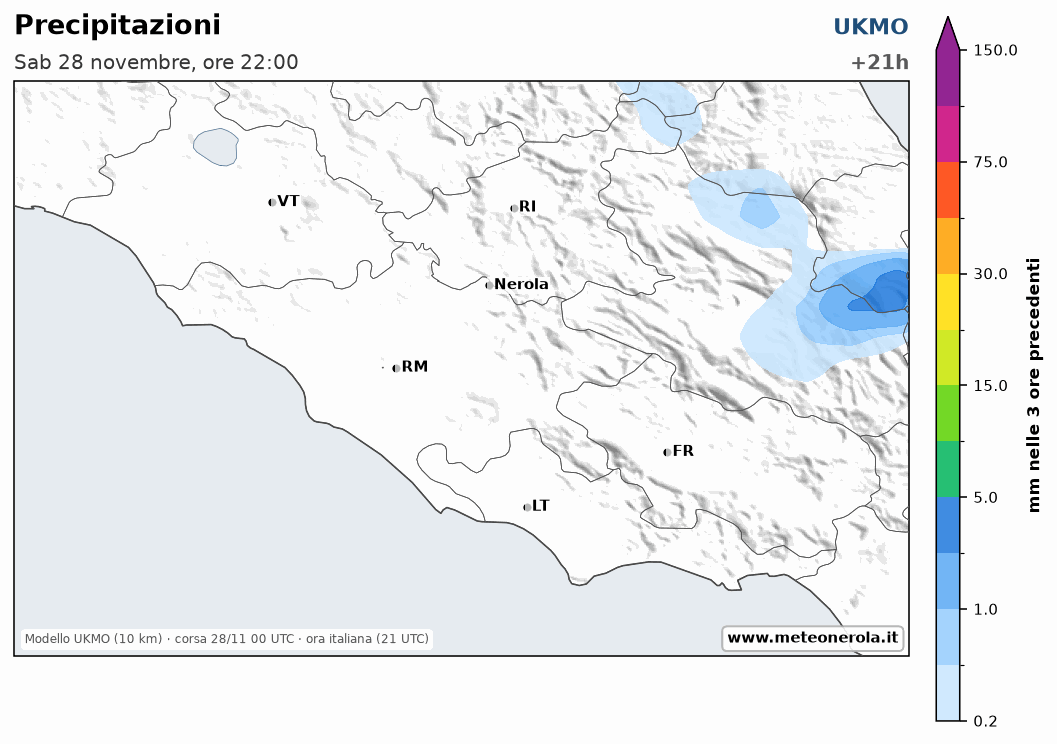 Precipitazioni
UKMO
Sab 28 novembre, ore 22:00
+21h
150.0
75.0
30.0
15.0
5.0
1.0
0.2
mm nelle 3 ore precedenti
VT
RI
Nerola
RM
FR
LT
Modello UKMO (10 km) · corsa 28/11 00 UTC · ora italiana (21 UTC)
www.meteonerola.it